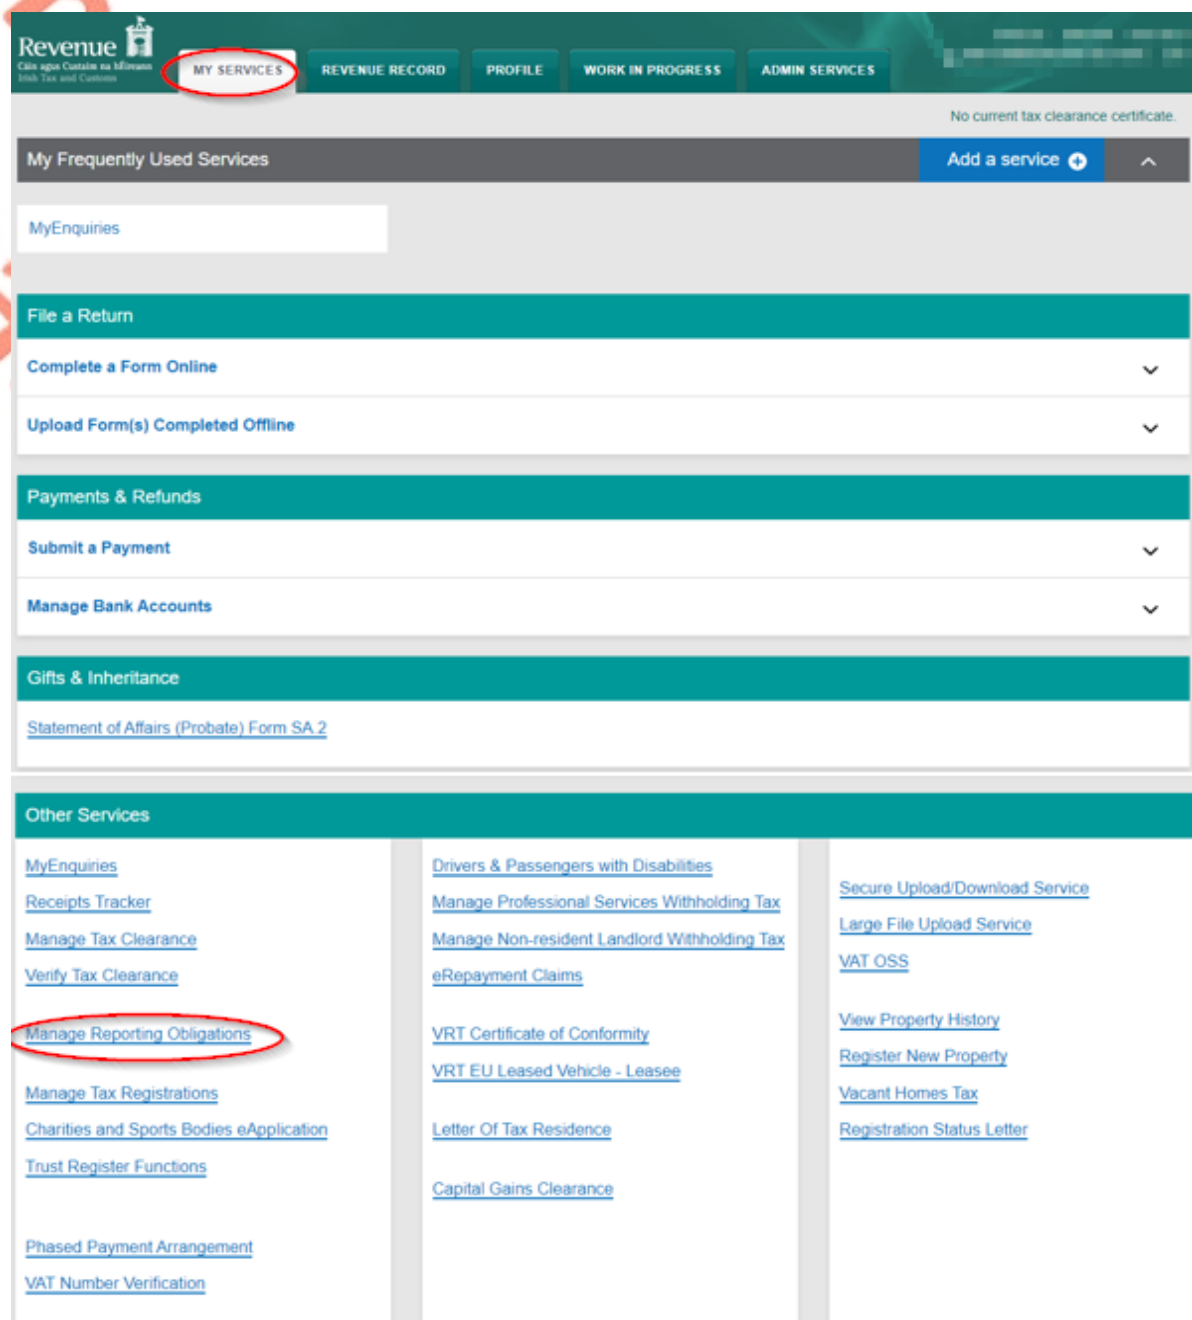 Revenue
Cáin agus Custaim na hÉireann
Irish Tax and Customs
MY SERVICES
REVENUE RECORD
PROFILE
WORK IN PROGRESS
ADMIN SERVICES
No current tax clearance certificate.
My Frequently Used Services
Add a service
MyEnquiries
File a Return
Complete a Form Online
Upload Form(s) Completed Offline
Payments & Refunds
Submit a Payment
Manage Bank Accounts
Gifts & Inheritance
Statement of Affairs (Probate) Form SA.2
Other Services
MyEnquiries
Receipts Tracker
Manage Tax Clearance
Verify Tax Clearance
Manage Reporting Obligations
Manage Tax Registrations
Charities and Sports Bodies eApplication
Trust Register Functions
Phased Payment Arrangement
VAT Number Verification
Drivers & Passengers with Disabilities
Manage Professional Services Withholding Tax
Manage Non-resident Landlord Withholding Tax
eRepayment Claims
VRT Certificate of Conformity
VRT EU Leased Vehicle - Leasee
Letter Of Tax Residence
Capital Gains Clearance
Secure Upload/Download Service
Large File Upload Service
VAT OSS
View Property History
Register New Property
Vacant Homes Tax
Registration Status Letter